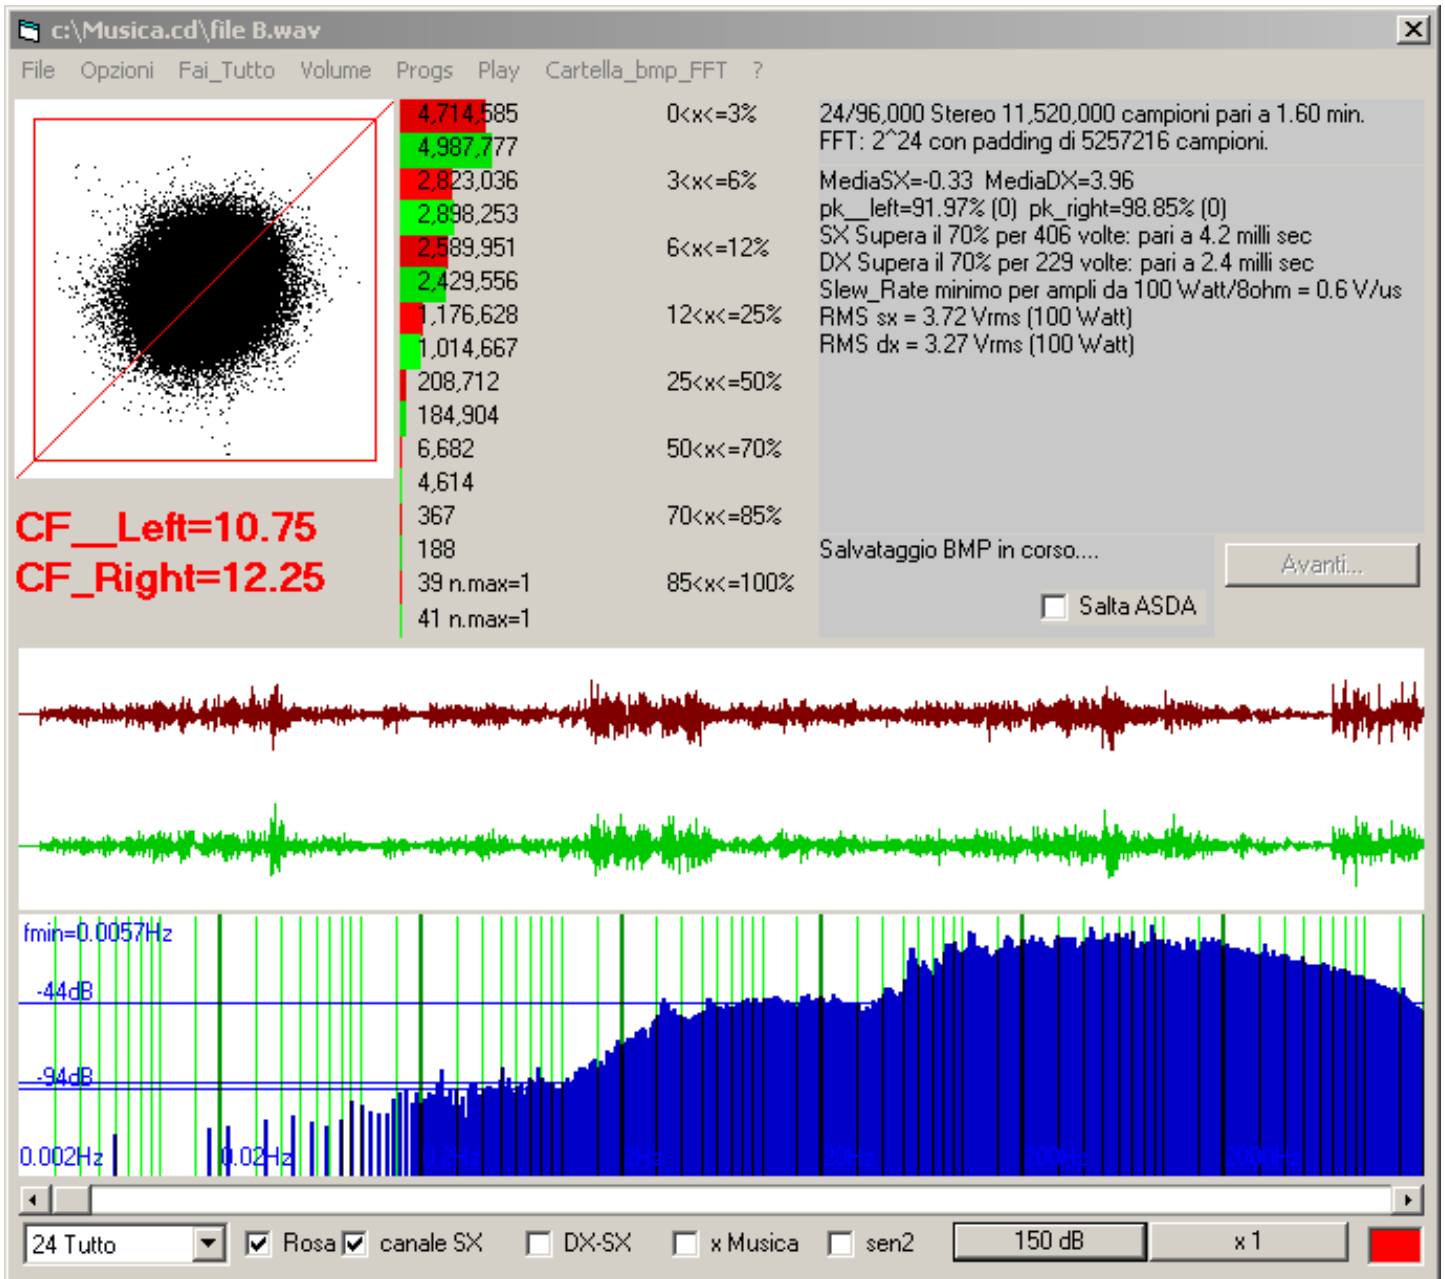 c:\Musica.cd\file B.wav
File Opzioni Fai_Tutto Volume Progs Play Cartella_bmp_FFT ?
4,714,585 0<x<=3%
4,987,777
2,823,036 3<x<=6%
2,898,253
2,589,951 6<x<=12%
2,429,556
1,176,628 12<x<=25%
1,014,667
208,712 25<x<=50%
184,904
6,682 50<x<=70%
4,614
367 70<x<=85%
188
39 n.max=1 85<x<=100%
41 n.max=1
24/96,000 Stereo 11,520,000 campioni pari a 1.60 min.
FFT: 2^24 con padding di 5257216 campioni.
MediaSX=-0.33 MediaDX=3.96
pk__left=91.97% (0) pk_right=98.85% (0)
SX Supera il 70% per 406 volte: pari a 4.2 milli sec
DX Supera il 70% per 229 volte: pari a 2.4 milli sec
Slew_Rate minimo per ampli da 100 Watt/8ohm = 0.6 V/us
RMS sx = 3.72 Vrms (100 Watt)
RMS dx = 3.27 Vrms (100 Watt)
CF__Left=10.75
CF_Right=12.25
Salvataggio BMP in corso....
Avanti...
Salta ASDA
fmin=0.0057Hz
-44dB
-94dB
0.002Hz 0.02Hz 0.2Hz 2Hz 20Hz 200Hz 2000Hz
24 Tutto Rosa canale SX DX-SX x Musica sen2 150 dB x 1